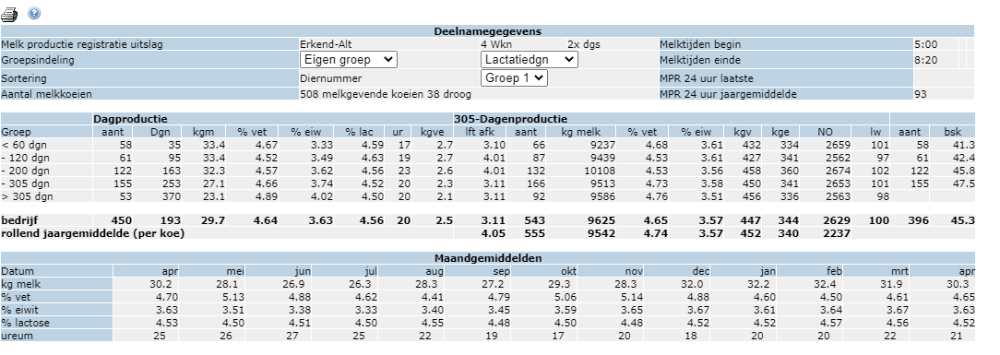 Deelnamegegevens
Melk productie registratie uitslag Erkend-Alt 4 Wkn 2x dgs Melktijden begin 5:00
Groepsindeling Eigen groep Lactatiedgn Melktijden einde 8:20
Sortering Diernummer Groep 1 MPR 24 uur laatste
Aantal melkkoeien 508 melkgevende koeien 38 droog MPR 24 uur jaargemiddelde 93
Dagproductie 305-Dagenproductie
Groep aant Dgn kgm % vet % eiw % lac ur kgve lft afk aant kg melk % vet % eiw kgv kge NO lw aant bsk
< 60 dgn 58 35 33.4 4.67 3.33 4.59 17 2.7 3.10 66 9237 4.68 3.61 432 334 2659 101 58 41.3
- 120 dgn 61 95 33.4 4.52 3.49 4.63 19 2.7 4.01 87 9439 4.53 3.61 427 341 2562 97 61 42.4
- 200 dgn 122 163 32.3 4.57 3.62 4.56 23 2.6 4.01 132 10108 4.53 3.56 458 360 2674 102 122 45.8
- 305 dgn 155 253 27.1 4.66 3.74 4.52 20 2.3 3.11 166 9513 4.73 3.58 450 341 2653 101 155 47.5
> 305 dgn 53 370 23.1 4.89 4.02 4.50 20 2.1 3.11 92 9586 4.76 3.51 456 336 2563 98
bedrijf 450 193 29.7 4.64 3.63 4.56 20 2.5 3.11 543 9625 4.65 3.57 447 344 2629 100 396 45.3
rollend jaargemiddelde (per koe) 4.05 555 9542 4.74 3.57 452 340 2237
Maandgemiddelden
Datum apr mei jun jul aug sep okt nov dec jan feb mrt apr
kg melk 30.2 28.1 26.9 26.3 28.3 27.2 29.3 28.3 32.0 32.2 32.4 31.9 30.3
% vet 4.70 5.13 4.88 4.62 4.41 4.79 5.06 5.14 4.88 4.60 4.50 4.61 4.65
% eiwit 3.63 3.51 3.38 3.33 3.40 3.45 3.59 3.65 3.67 3.61 3.64 3.67 3.63
% lactose 4.53 4.50 4.51 4.50 4.55 4.48 4.50 4.48 4.52 4.52 4.57 4.56 4.52
ureum 25 26 27 25 22 19 17 20 18 20 20 22 21